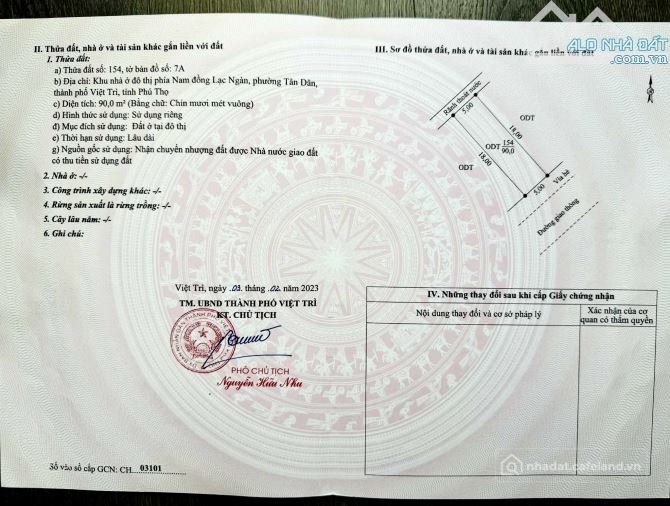 II. Thửa đất, nhà ở và tài sản khác gắn liền với đất
1. Thửa đất:
a) Thửa đất số: 154, tờ bản đồ số: 7A
b) Địa chỉ: Khu nhà ở đô thị phía Nam đồng Lạc Ngàn, phường Tân Dân,
thành phố Việt Trì, tỉnh Phú Thọ
c) Diện tích: 90,0 m² (Bằng chữ: Chín mươi mét vuông)
d) Hình thức sử dụng: Sử dụng riêng
đ) Mục đích sử dụng: Đất ở tại đô thị
e) Thời hạn sử dụng: Lâu dài
g) Nguồn gốc sử dụng: Nhận chuyển nhượng đất được Nhà nước giao đất
có thu tiền sử dụng đất
2. Nhà ở: -/-
3. Công trình xây dựng khác: -/-
4. Rừng sản xuất là rừng trồng: -/-
5. Cây lâu năm: -/-
6. Ghi chú:
Việt Trì, ngày 03 tháng 02 năm 2023
TM. UBND THÀNH PHỐ VIỆT TRÌ
KT. CHỦ TỊCH
PHÓ CHỦ TỊCH
Nguyễn Hữu Nhu
Số vào sổ cấp GCN: CH 03101
ALO NHÀ ĐẤT
III. Sơ đồ thửa đất, nhà ở và tài sản khác gắn liền với đất
Rãnh thoát nước
5,00
ODT
18,00
ODT
154
90,0
18,00
ODT
5,00
Vỉa hè
Đường giao thông
IV. Những thay đổi sau khi cấp Giấy chứng nhận
Nội dung thay đổi và cơ sở pháp lý
Xác nhận của cơ
quan có thẩm quyền
nhadat.cafeland.vn